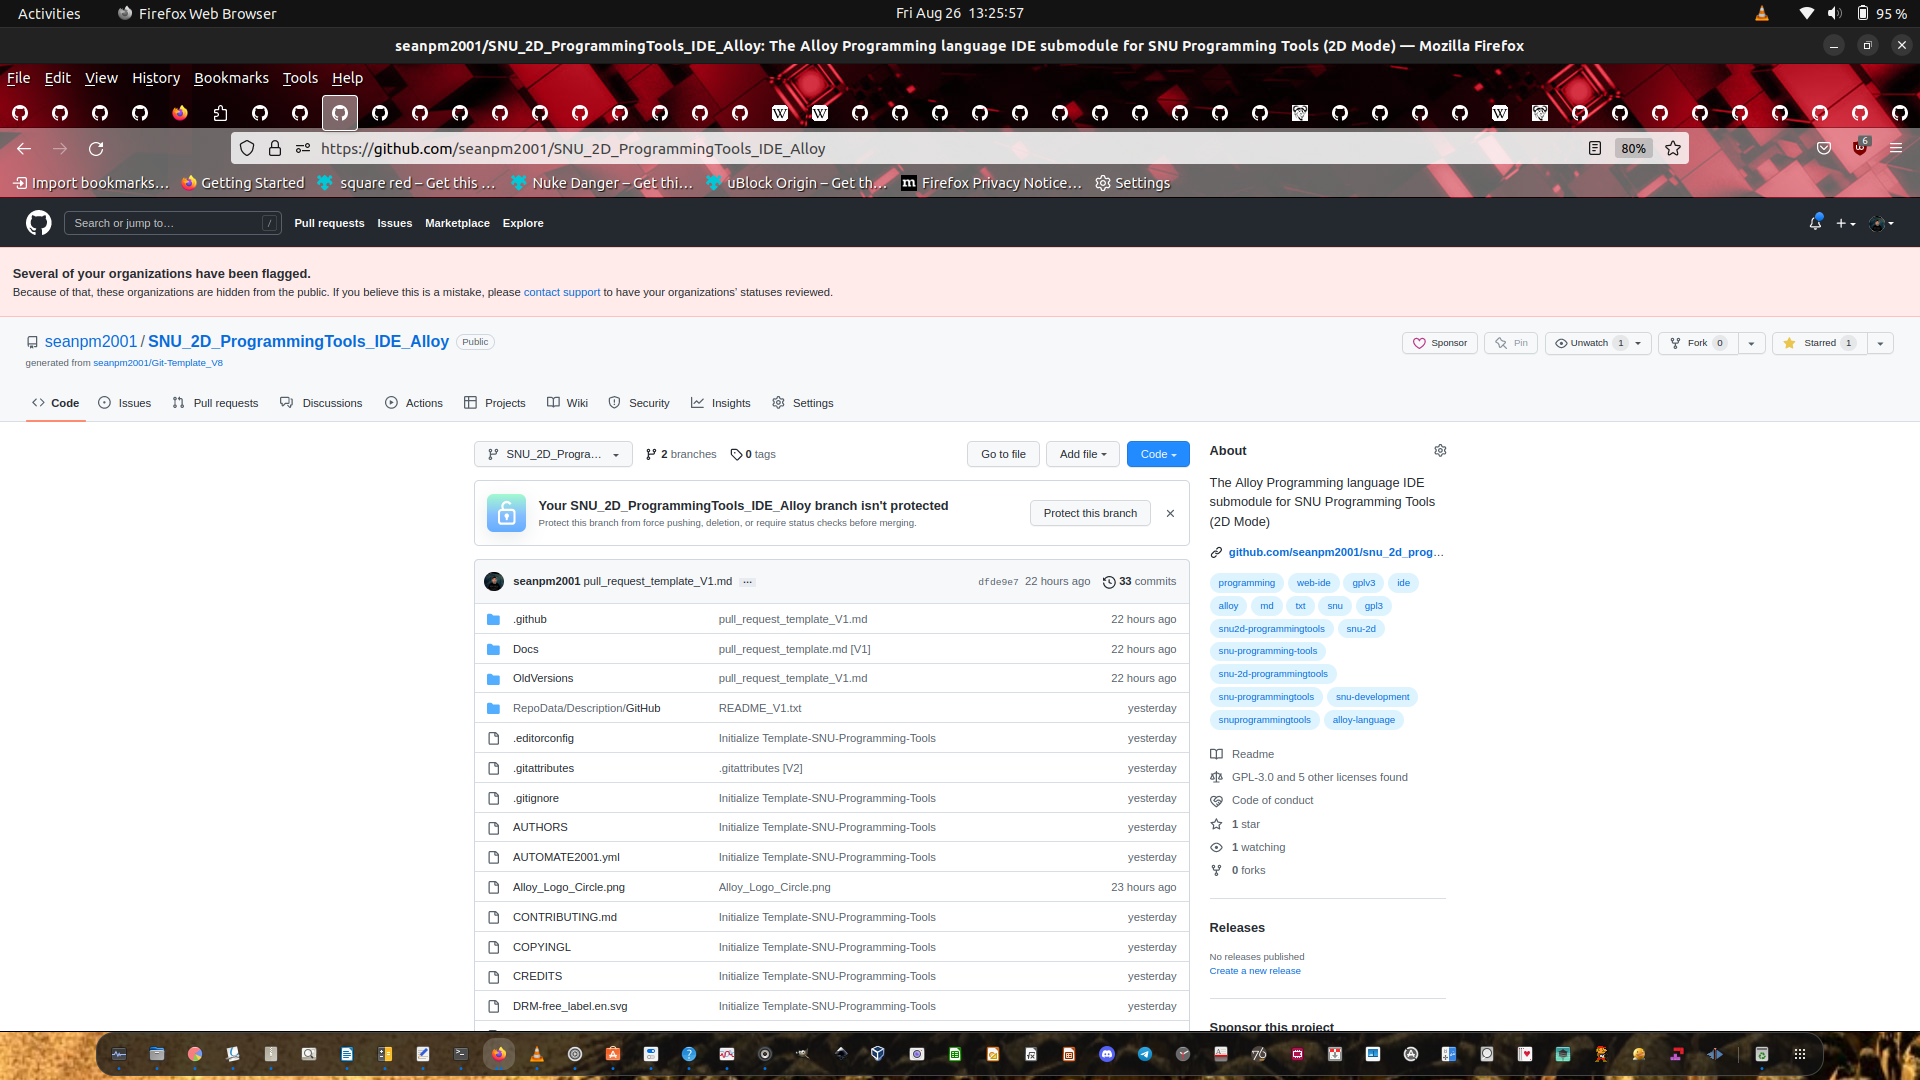 Activities
Firefox Web Browser
Fri Aug 26 13:25:57
95 %
seanpm2001/SNU_2D_ProgrammingTools_IDE_Alloy: The Alloy Programming language IDE submodule for SNU Programming Tools (2D Mode) — Mozilla Firefox
File Edit View History Bookmarks Tools Help
https://github.com/seanpm2001/SNU_2D_ProgrammingTools_IDE_Alloy
80%
6
Import bookmarks…
Getting Started
square red – Get this …
Nuke Danger – Get thi…
uBlock Origin – Get th…
Firefox Privacy Notice…
Settings
Search or jump to…
/
Pull requests
Issues
Marketplace
Explore
Several of your organizations have been flagged.
Because of that, these organizations are hidden from the public. If you believe this is a mistake, please contact support to have your organizations' statuses reviewed.
seanpm2001 / SNU_2D_ProgrammingTools_IDE_Alloy
Public
Sponsor
Pin
Unwatch 1
Fork 0
Starred 1
generated from seanpm2001/Git-Template_V8
Code
Issues
Pull requests
Discussions
Actions
Projects
Wiki
Security
Insights
Settings
SNU_2D_Progra…
2 branches
0 tags
Go to file
Add file
Code
Your SNU_2D_ProgrammingTools_IDE_Alloy branch isn't protected
Protect this branch from force pushing, deletion, or require status checks before merging.
Protect this branch
seanpm2001 pull_request_template_V1.md …
dfde9e7 22 hours ago
33 commits
.github pull_request_template_V1.md 22 hours ago
Docs pull_request_template.md [V1] 22 hours ago
OldVersions pull_request_template_V1.md 22 hours ago
RepoData/Description/GitHub README_V1.txt yesterday
.editorconfig Initialize Template-SNU-Programming-Tools yesterday
.gitattributes .gitattributes [V2] yesterday
.gitignore Initialize Template-SNU-Programming-Tools yesterday
AUTHORS Initialize Template-SNU-Programming-Tools yesterday
AUTOMATE2001.yml Initialize Template-SNU-Programming-Tools yesterday
Alloy_Logo_Circle.png Alloy_Logo_Circle.png 23 hours ago
CONTRIBUTING.md Initialize Template-SNU-Programming-Tools yesterday
COPYINGL Initialize Template-SNU-Programming-Tools yesterday
CREDITS Initialize Template-SNU-Programming-Tools yesterday
DRM-free_label.en.svg Initialize Template-SNU-Programming-Tools yesterday
About
The Alloy Programming language IDE
submodule for SNU Programming Tools
(2D Mode)
github.com/seanpm2001/snu_2d_prog…
programming web-ide gplv3 ide
alloy md txt snu gpl3
snu2d-programmingtools snu-2d
snu-programming-tools
snu-2d-programmingtools
snu-programmingtools snu-development
snuprogrammingtools alloy-language
Readme
GPL-3.0 and 5 other licenses found
Code of conduct
1 star
1 watching
0 forks
Releases
No releases published
Create a new release
Sponsor this project